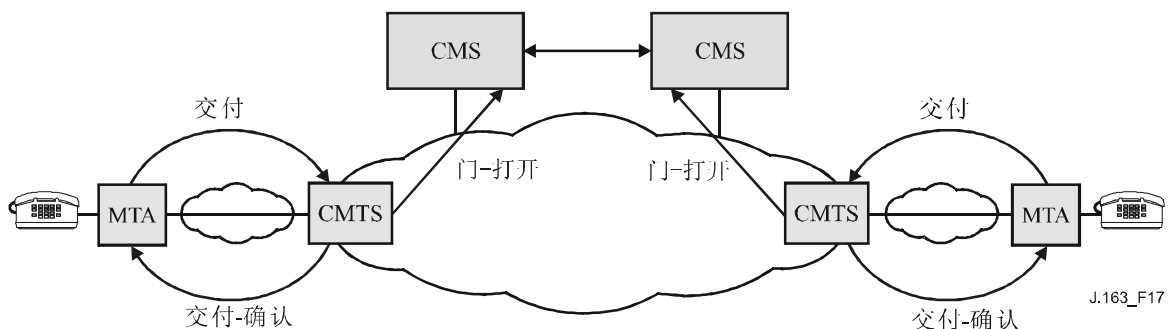 CMS
CMS
交付
交付
门-打开
门-打开
MTA
CMTS
CMTS
MTA
交付-确认
交付-确认
J.163_F17